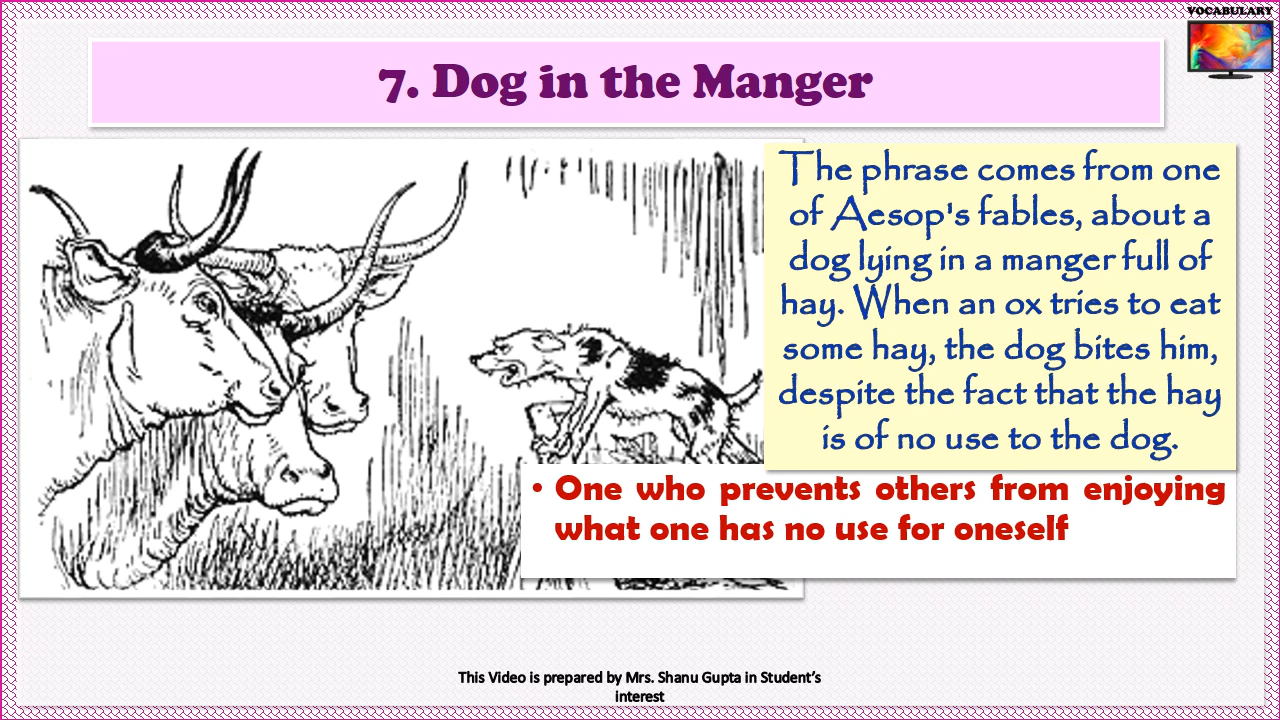 VOCABULARY
7. Dog in the Manger
The phrase comes from one
of Aesop's fables, about a
dog lying in a manger full of
hay. When an ox tries to eat
some hay, the dog bites him,
despite the fact that the hay
is of no use to the dog.
• One who prevents others from enjoying
what one has no use for oneself
This Video is prepared by Mrs. Shanu Gupta in Student’s
interest